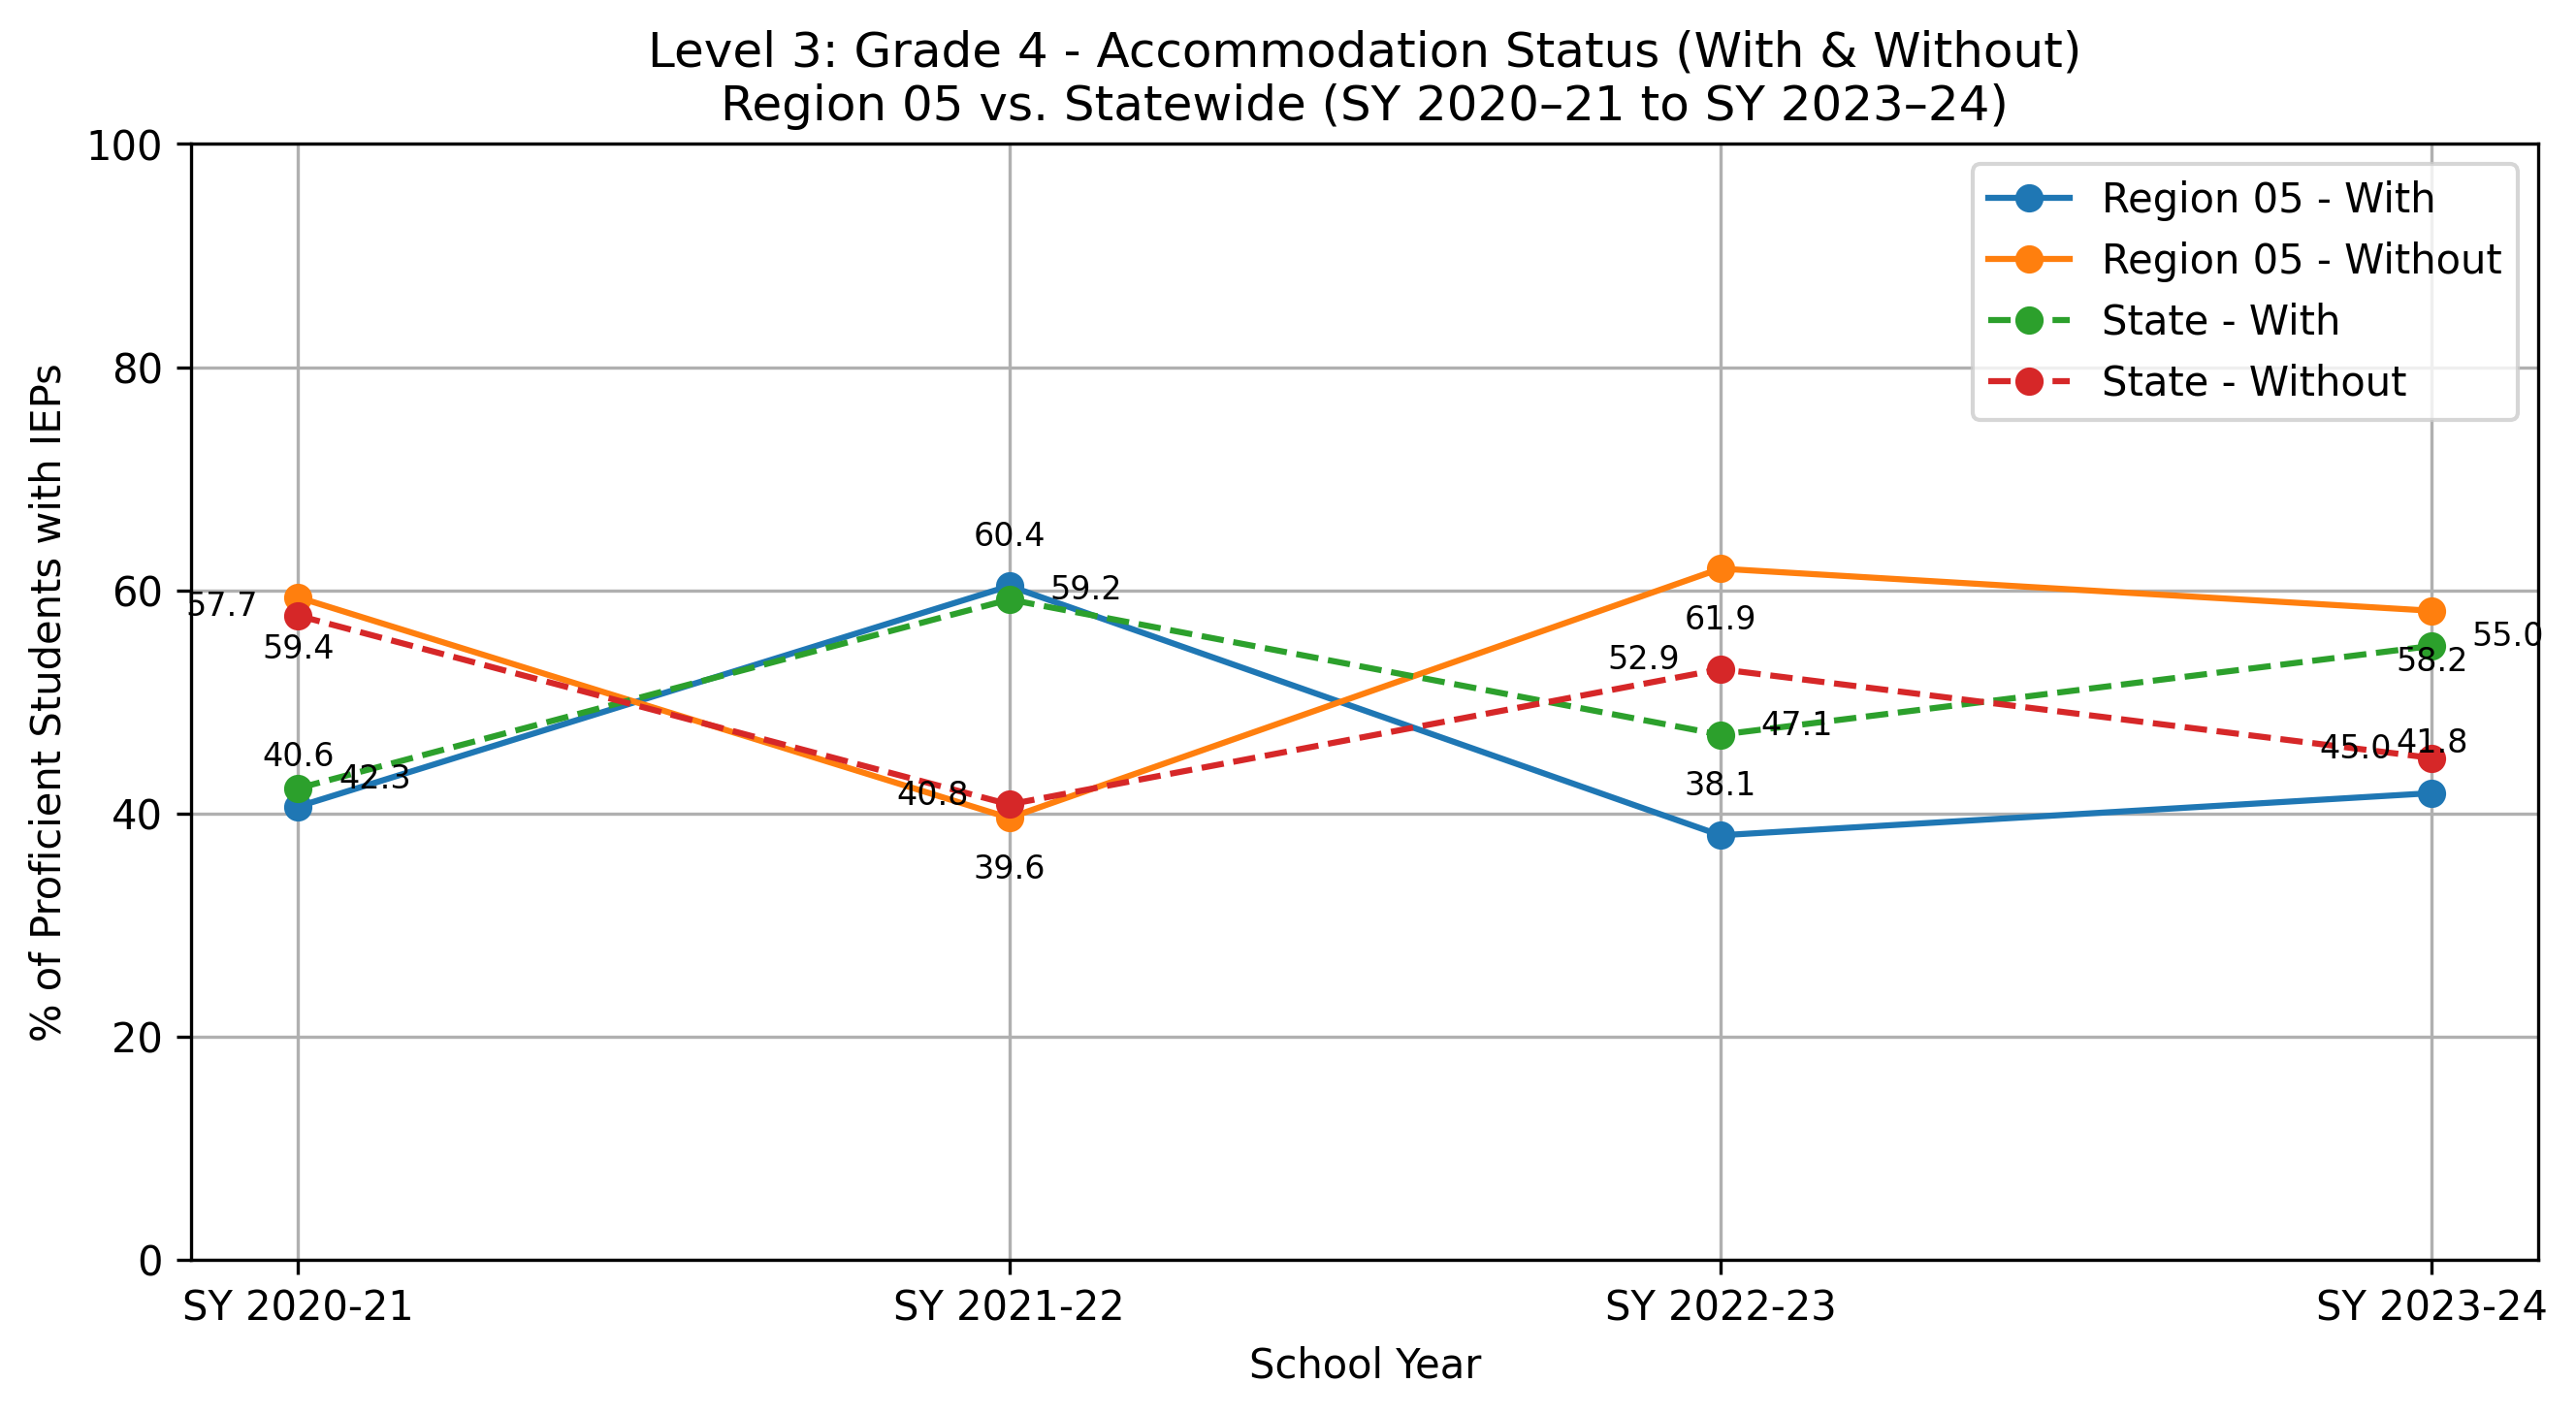 Level 3: Grade 4 - Accommodation Status (With & Without)
Region 05 vs. Statewide (SY 2020–21 to SY 2023–24)
% of Proficient Students with IEPs
100
80
60
40
20
0
Region 05 - With
Region 05 - Without
State - With
State - Without
57.7
59.4
40.6
42.3
60.4
59.2
40.8
39.6
61.9
52.9
47.1
38.1
55.0
58.2
45.0
41.8
SY 2020-21
SY 2021-22
SY 2022-23
SY 2023-24
School Year